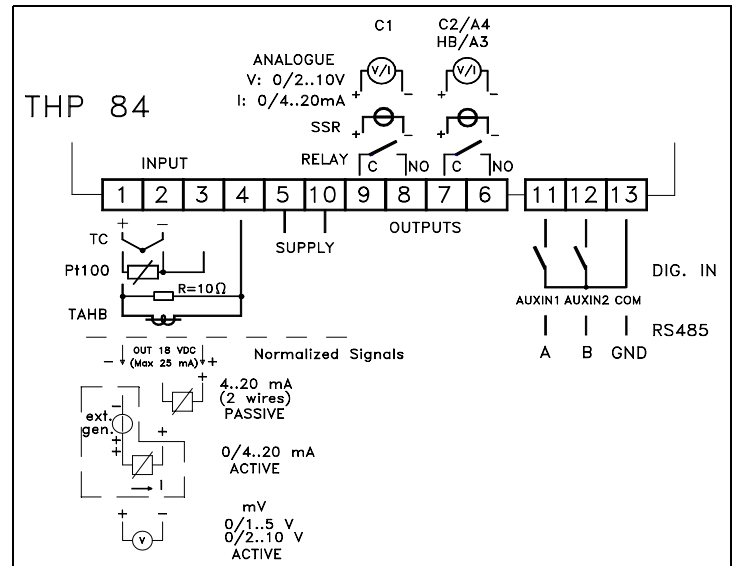 C1
C2/A4
HB/A3
ANALOGUE
V: 0/2..10V
I: 0/4..20mA
V/I
V/I
+ − + −
THP 84
SSR
+ − + −
RELAY
C NO C NO
INPUT
1 2 3 4 5 10 9 8 7 6 11 12 13
OUTPUTS
SUPPLY
+ −
TC
Pt100
R=10Ω
TAHB
DIG. IN
AUXIN1 AUXIN2 COM
RS485
A B GND
− OUT 18 VDC +
(Max 25 mA)
Normalized Signals
+
4..20 mA
(2 wires)
PASSIVE
−
ext.
gen.
+
+
+
0/4..20 mA
ACTIVE
I
mV
0/1..5 V
0/2..10 V
ACTIVE
+ −
V